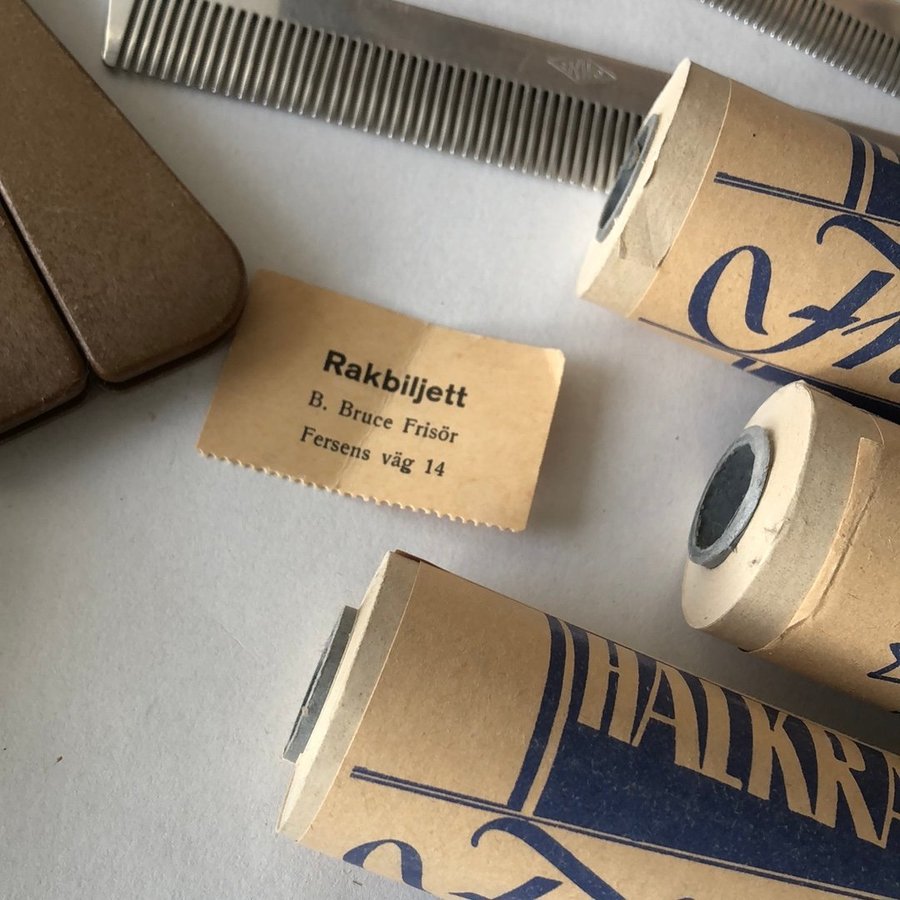 Rakbiljett
B. Bruce Frisör
Fersens väg 14
HALKRA